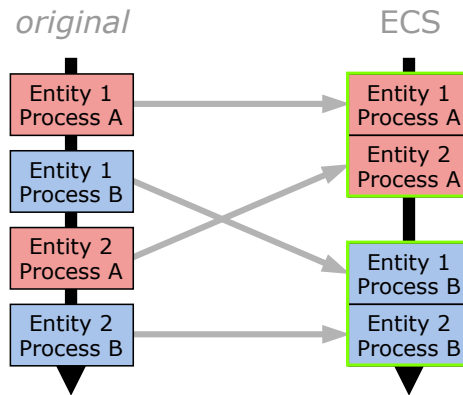 original
Entity 1
Process A
Entity 1
Process B
Entity 2
Process A
Entity 2
Process B
ECS
Entity 1
Process A
Entity 2
Process A
Entity 1
Process B
Entity 2
Process B